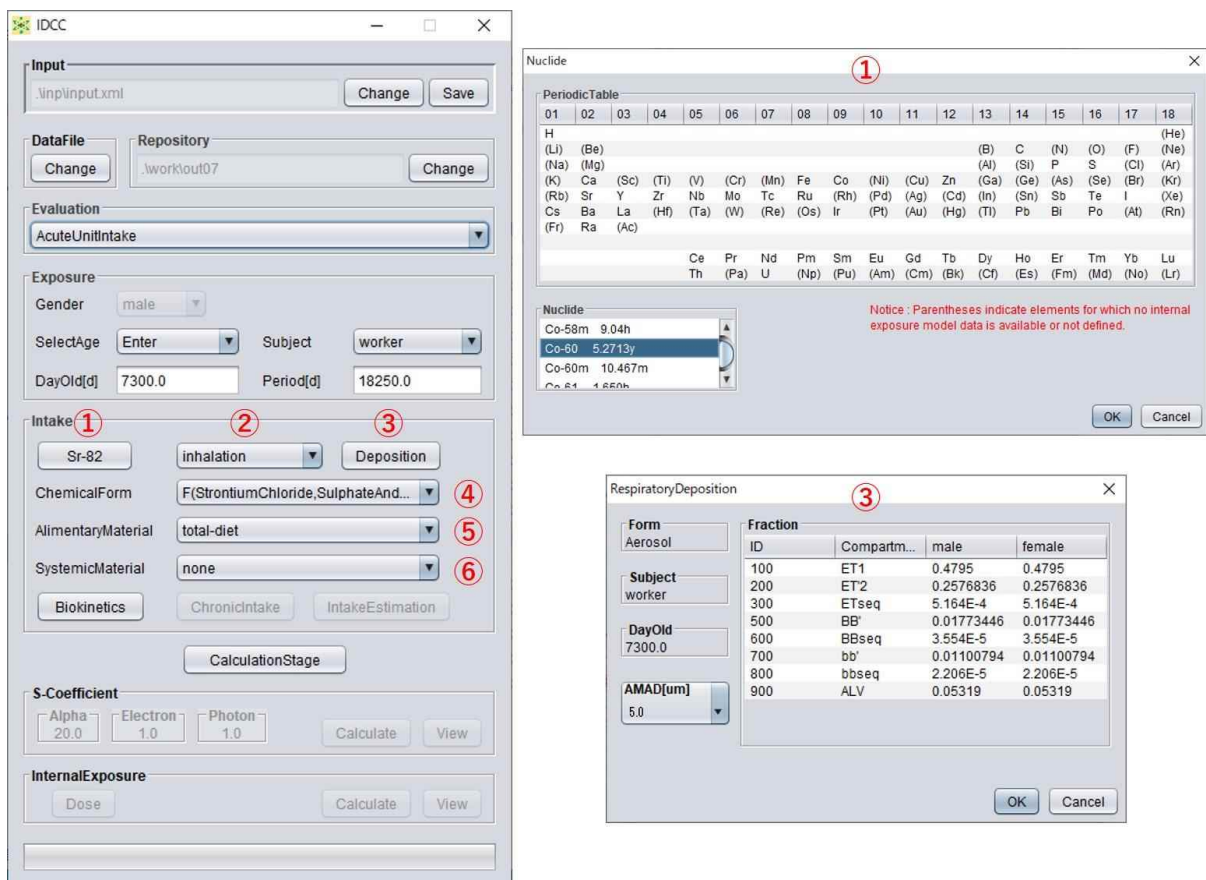 IDCC
Input
.\inp\input.xml Change Save
DataFile Repository
Change .\work\out07 Change
Evaluation
AcuteUnitIntake
Exposure
Gender male
SelectAge Enter Subject worker
DayOld[d] 7300.0 Period[d] 18250.0
Intake ① ② ③
Sr-82 inhalation Deposition
ChemicalForm F(StrontiumChloride,SulphateAnd... ④
AlimentaryMaterial total-diet ⑤
SystemicMaterial none ⑥
Biokinetics ChronicIntake IntakeEstimation
CalculationStage
S-Coefficient
Alpha Electron Photon
20.0 1.0 1.0 Calculate View
InternalExposure
Dose Calculate View
Nuclide ①
PeriodicTable
01 02 03 04 05 06 07 08 09 10 11 12 13 14 15 16 17 18
H (He)
(Li) (Be) (B) C (N) (O) (F) (Ne)
(Na) (Mg) (Al) (Si) P S (Cl) (Ar)
(K) Ca (Sc) (Ti) (V) (Cr) (Mn) Fe Co (Ni) (Cu) Zn (Ga) (Ge) (As) (Se) (Br) (Kr)
(Rb) Sr Y Zr Nb Mo Tc Ru (Rh) (Pd) (Ag) (Cd) (In) (Sn) Sb Te I (Xe)
Cs Ba La (Hf) (Ta) (W) (Re) (Os) Ir (Pt) (Au) (Hg) (Tl) Pb Bi Po (At) (Rn)
(Fr) Ra (Ac)
Ce Pr Nd Pm Sm Eu Gd Tb Dy Ho Er Tm Yb Lu
Th (Pa) U (Np) (Pu) (Am) (Cm) (Bk) (Cf) (Es) (Fm) (Md) (No) (Lr)
Nuclide
Co-58m 9.04h
Co-60 5.2713y
Co-60m 10.467m
Co-61 1.650h
Notice : Parentheses indicate elements for which no internal
exposure model data is available or not defined.
OK Cancel
RespiratoryDeposition ③
Form
Aerosol
Subject
worker
DayOld
7300.0
AMAD[um]
5.0
Fraction
ID Compartm... male female
100 ET1 0.4795 0.4795
200 ET'2 0.2576836 0.2576836
300 ETseq 5.164E-4 5.164E-4
500 BB' 0.01773446 0.01773446
600 BBseq 3.554E-5 3.554E-5
700 bb' 0.01100794 0.01100794
800 bbseq 2.206E-5 2.206E-5
900 ALV 0.05319 0.05319
OK Cancel